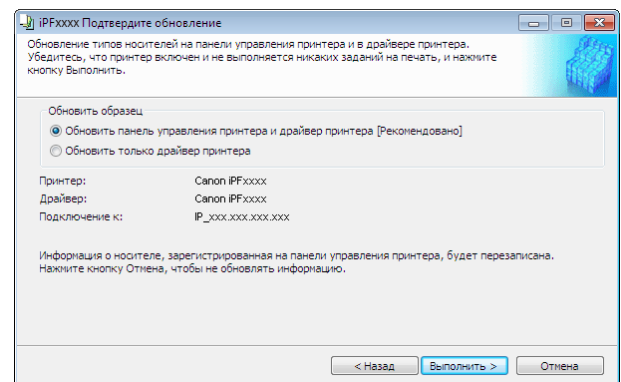 iPFxxxx Подтвердите обновление
Обновление типов носителей на панели управления принтера и в драйвере принтера.
Убедитесь, что принтер включен и не выполняется никаких заданий на печать, и нажмите
кнопку Выполнить.
Обновить образец
Обновить панель управления принтера и драйвер принтера [Рекомендовано]
Обновить только драйвер принтера
Принтер: Canon iPFxxxx
Драйвер: Canon iPFxxxx
Подключение к: IP_xxx.xxx.xxx.xxx
Информация о носителе, зарегистрированная на панели управления принтера, будет перезаписана.
Нажмите кнопку Отмена, чтобы не обновлять информацию.
< Назад Выполнить > Отмена